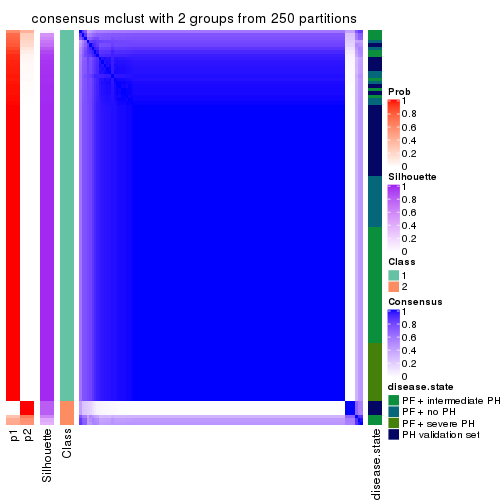 consensus mclust with 2 groups from 250 partitions
Prob
1
0.8
0.6
0.4
0.2
0
Silhouette
1
0.8
0.6
0.4
0.2
0
Class
1
2
Consensus
1
0.8
0.6
0.4
0.2
0
disease.state
PF + intermediate PH
PF + no PH
PF + severe PH
PH validation set
p1
p2
Silhouette
Class
disease.state